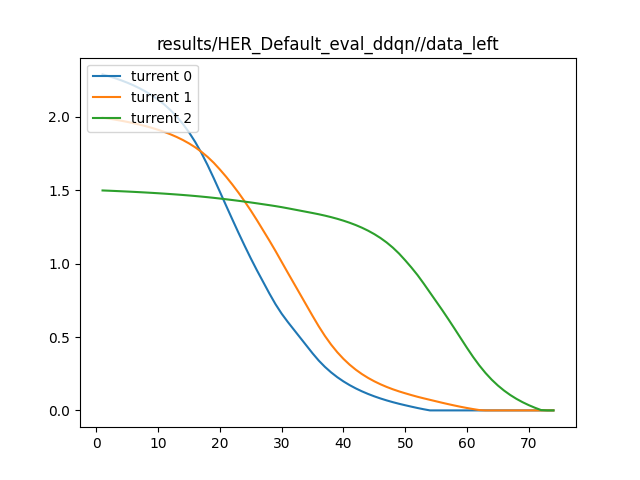 results/HER_Default_eval_ddqn//data_left
turrent 0
turrent 1
turrent 2
2.0
1.5
1.0
0.5
0.0
0 10 20 30 40 50 60 70